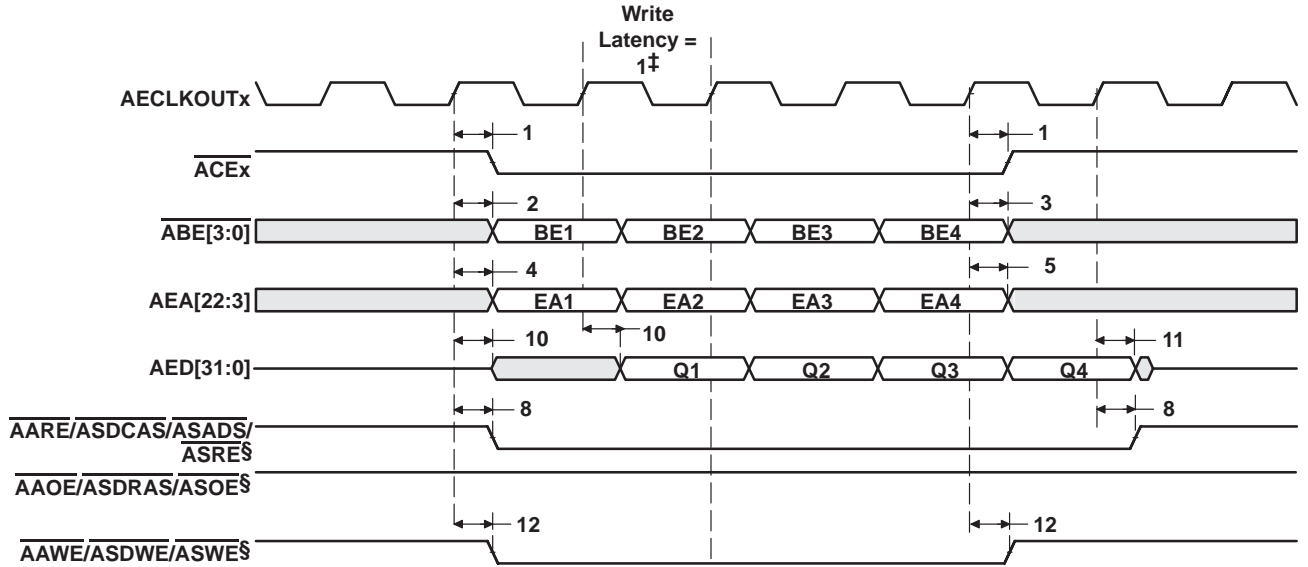 Write
Latency =
1‡
AECLKOUTx
1 1
ACEx
2 3
ABE[3:0] BE1 BE2 BE3 BE4
4 5
AEA[22:3] EA1 EA2 EA3 EA4
10 10 11
AED[31:0] Q1 Q2 Q3 Q4
8 8
AARE/ASDCAS/ASADS/
ASRE§
AAOE/ASDRAS/ASOE§
12 12
AAWE/ASDWE/ASWE§